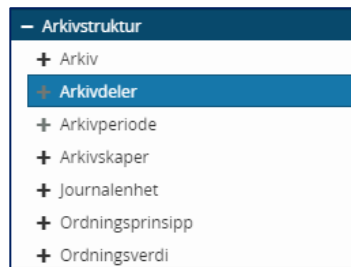 − Arkivstruktur
+ Arkiv
+ Arkivdeler
+ Arkivperiode
+ Arkivskaper
+ Journalenhet
+ Ordningsprinsipp
+ Ordningsverdi